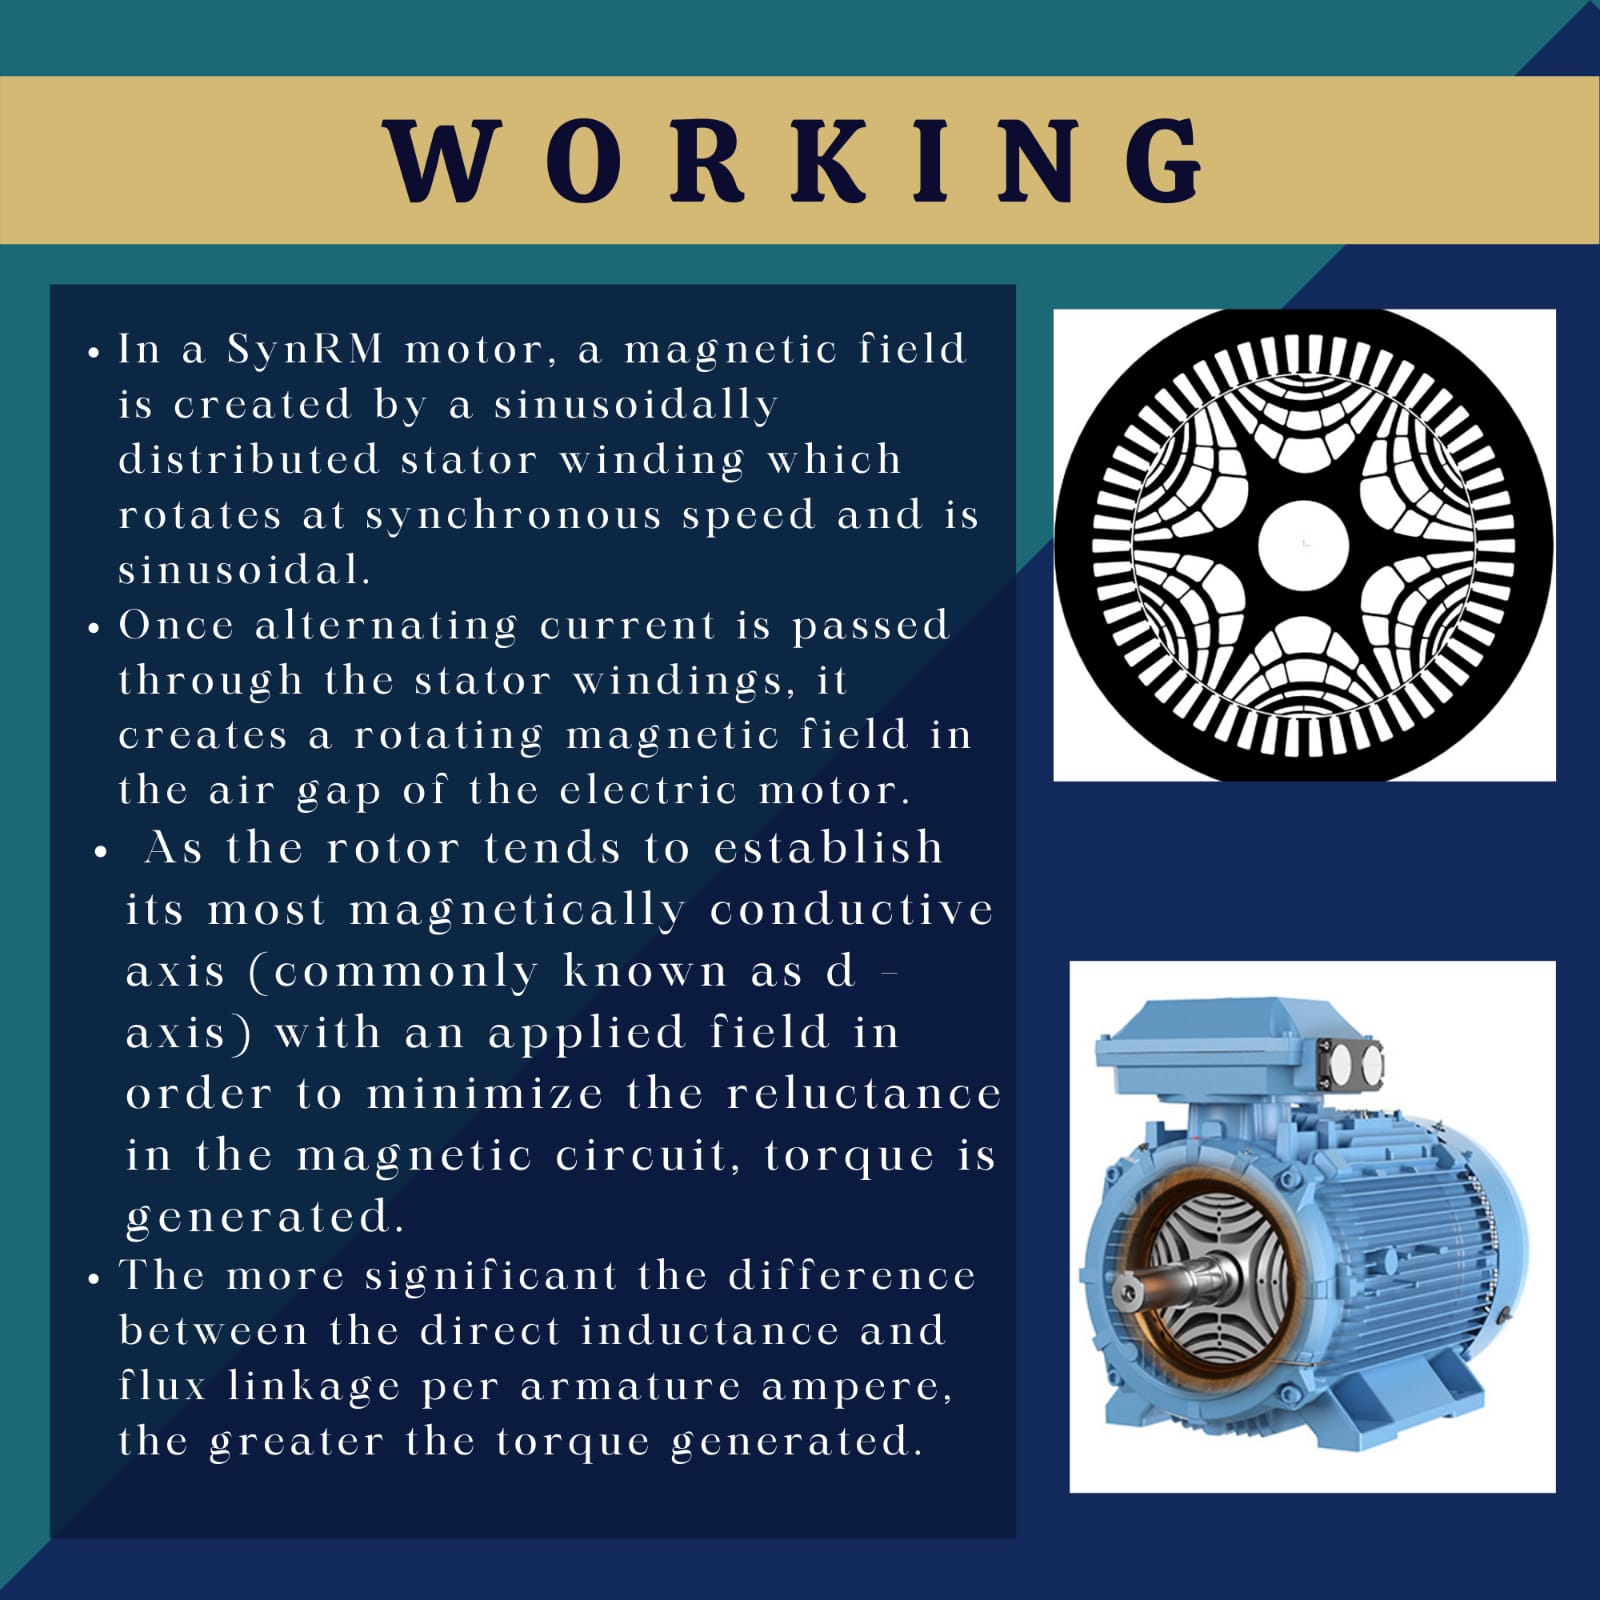 WORKING
• In a SynRM motor, a magnetic field
is created by a sinusoidally
distributed stator winding which
rotates at synchronous speed and is
sinusoidal.
• Once alternating current is passed
through the stator windings, it
creates a rotating magnetic field in
the air gap of the electric motor.
• As the rotor tends to establish
its most magnetically conductive
axis (commonly known as d –
axis) with an applied field in
order to minimize the reluctance
in the magnetic circuit, torque is
generated.
• The more significant the difference
between the direct inductance and
flux linkage per armature ampere,
the greater the torque generated.